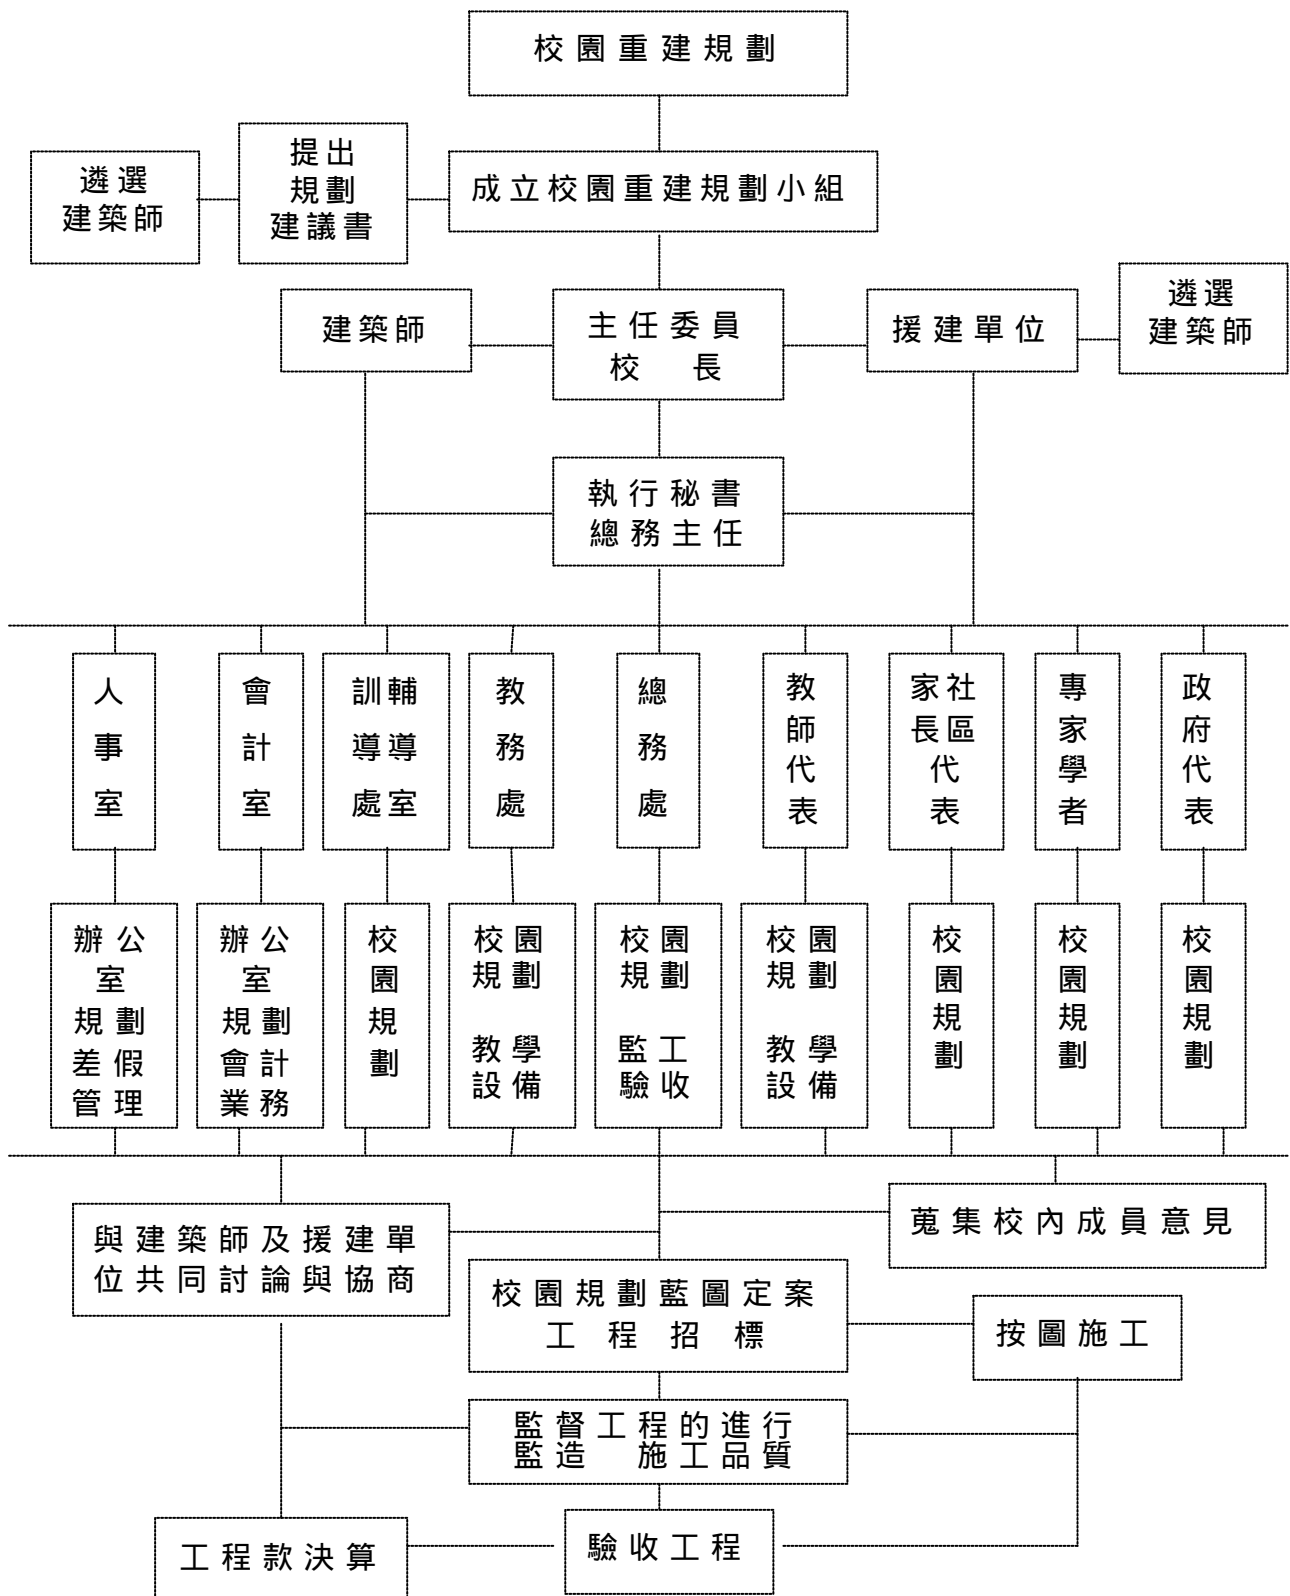 校園重建規劃
遴選
建築師
提出
規劃
建議書
成立校園重建規劃小組
建築師
主任委員
校 長
援建單位
遴選
建築師
執行秘書
總務主任
人事室
會計室
訓導處
輔導室
教務處
總務處
教師代表
家長
社區
代表
專家學者
政府代表
辦公
室
規劃
差假
管理
辦公
室
規劃
會計
業務
校園規劃
校園
規劃
教學
設備
校園
規劃
監工
驗收
校園
規劃
教學
設備
校園規劃
校園規劃
校園規劃
與建築師及援建單
位共同討論與協商
蒐集校內成員意見
校園規劃藍圖定案
工程招標
按圖施工
監督工程的進行
監造 施工品質
工程款決算
驗收工程